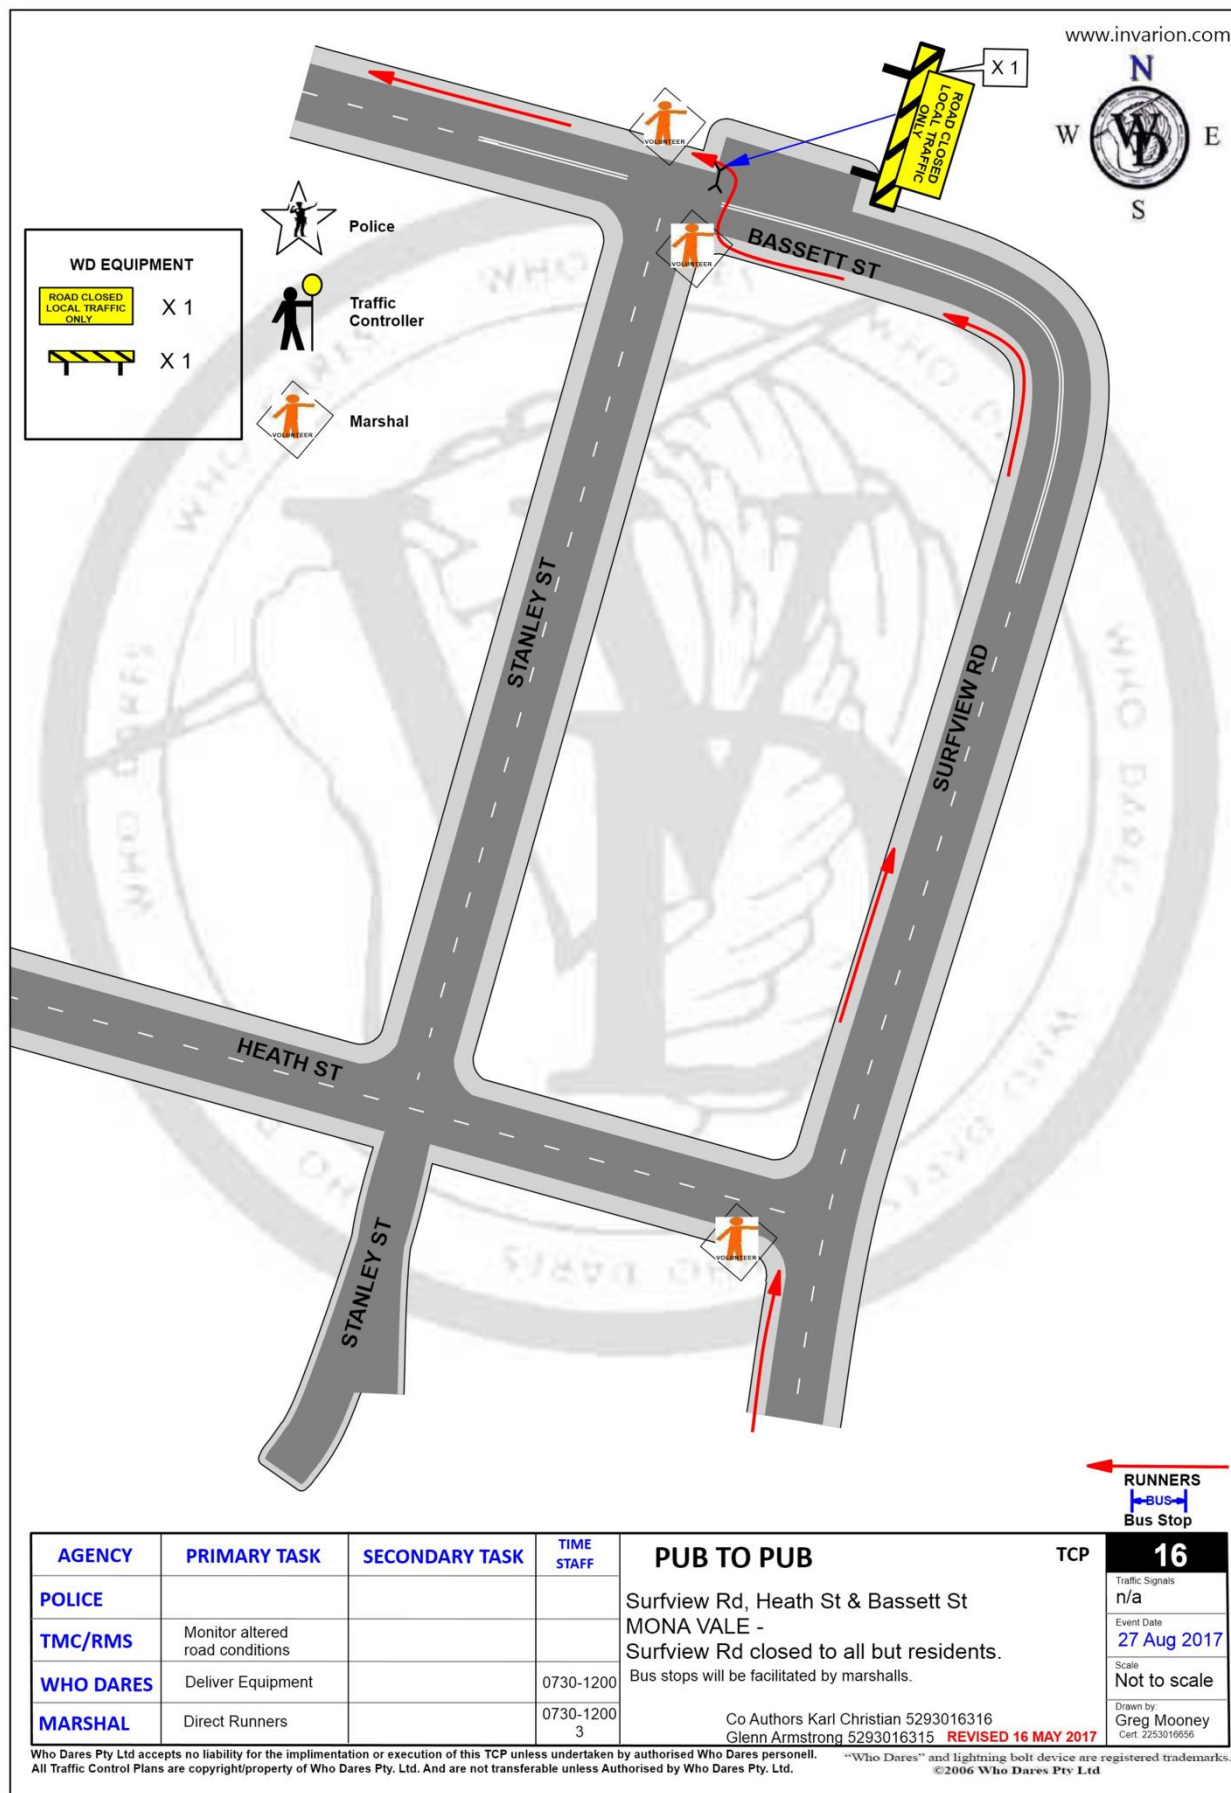 www.invarion.com
N
W
E
S
WD
X 1
ROAD CLOSED
LOCAL TRAFFIC
ONLY
VOLUNTEER
VOLUNTEER
BASSETT ST
Police
WD EQUIPMENT
ROAD CLOSED
LOCAL TRAFFIC
ONLY
X 1
X 1
Traffic
Controller
VOLUNTEER
Marshal
STANLEY ST
SURFVIEW RD
HEATH ST
STANLEY ST
VOLUNTEER
RUNNERS
BUS
Bus Stop
AGENCY PRIMARY TASK SECONDARY TASK TIME
STAFF
POLICE
TMC/RMS Monitor altered
road conditions
WHO DARES Deliver Equipment 0730-1200
MARSHAL Direct Runners 0730-1200
3
PUB TO PUB TCP 16
Surfview Rd, Heath St & Bassett St
MONA VALE -
Surfview Rd closed to all but residents.
Bus stops will be facilitated by marshalls.
Co Authors Karl Christian 5293016316
Glenn Armstrong 5293016315 REVISED 16 MAY 2017
Traffic Signals
n/a
Event Date
27 Aug 2017
Scale
Not to scale
Drawn by:
Greg Mooney
Cert: 2253016656
Who Dares Pty Ltd accepts no liability for the implimentation or execution of this TCP unless undertaken by authorised Who Dares personell.
All Traffic Control Plans are copyright/property of Who Dares Pty. Ltd. And are not transferable unless Authorised by Who Dares Pty. Ltd.
“Who Dares” and lightning bolt device are registered trademarks.
©2006 Who Dares Pty Ltd